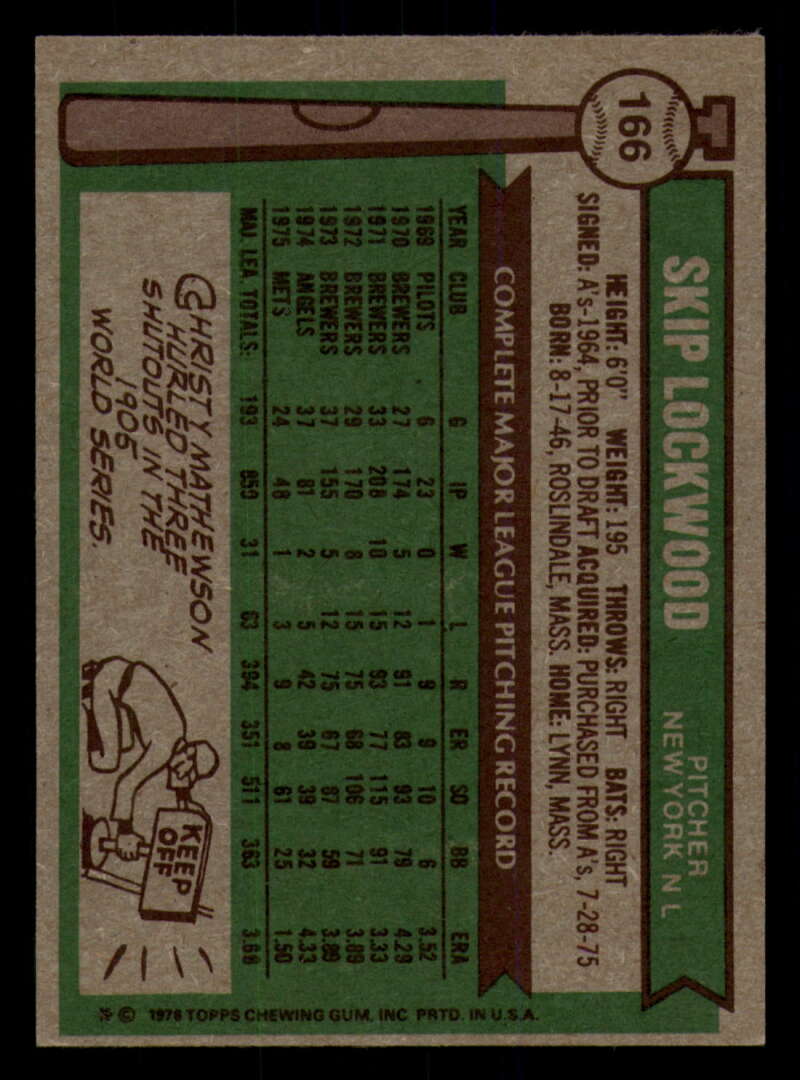 166
SKIP LOCKWOOD
PITCHER
NEW YORK N L
HEIGHT: 6'0" WEIGHT: 195 THROWS: RIGHT BATS: RIGHT
SIGNED: A's-1964, PRIOR TO DRAFT ACQUIRED: PURCHASED FROM A's, 7-28-75
BORN: 8-17-46, ROSLINDALE, MASS. HOME: LYNN, MASS.
COMPLETE MAJOR LEAGUE PITCHING RECORD
YEAR CLUB G IP W L R ER SO BB ERA
1969 PILOTS 6 23 0 1 9 9 10 6 3.52
1970 BREWERS 27 174 5 12 91 83 93 79 4.29
1971 BREWERS 33 208 10 15 93 77 115 91 3.33
1972 BREWERS 29 170 8 15 75 68 106 71 3.60
1973 BREWERS 37 155 5 12 75 67 87 59 3.89
1974 ANGELS 37 81 2 5 42 39 39 32 4.33
1975 METS 24 48 1 3 9 8 61 25 1.50
MAJ. LEA. TOTALS: 193 859 31 63 394 351 511 363 3.68
CHRISTY MATHEWSON
HURLED THREE
SHUTOUTS IN THE
1905
WORLD SERIES.
KEEP
OFF
© 1976 TOPPS CHEWING GUM, INC PRTD. IN U.S.A.